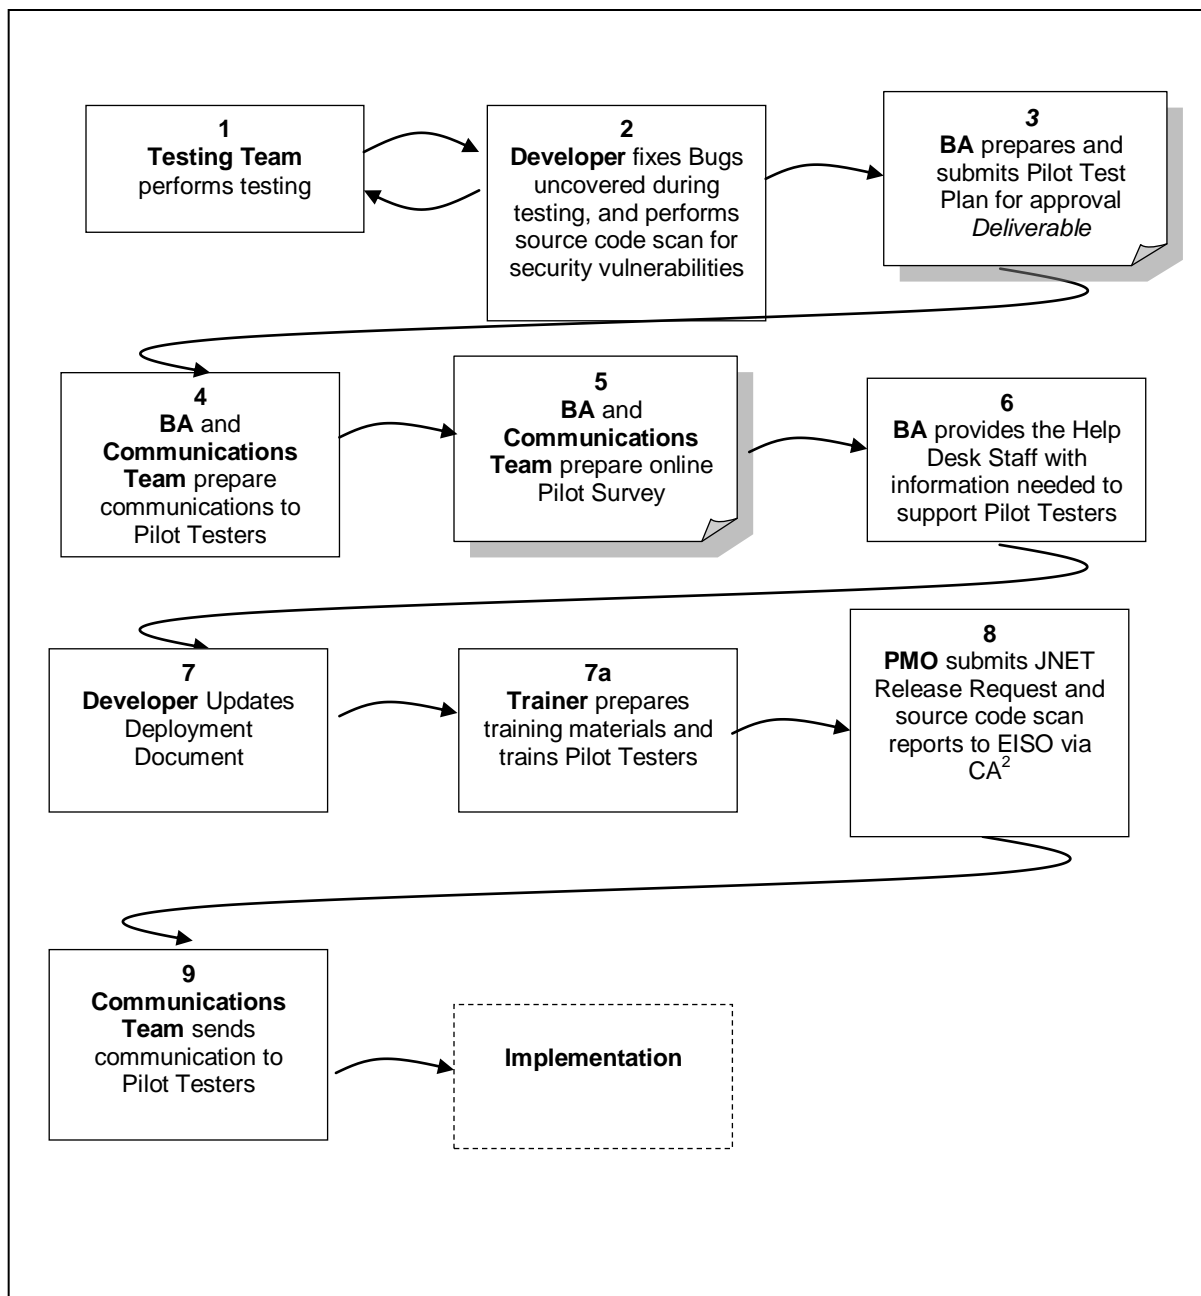 1
Testing Team
performs testing
2
Developer fixes Bugs
uncovered during
testing, and performs
source code scan for
security vulnerabilities
3
BA prepares and
submits Pilot Test
Plan for approval
Deliverable
4
BA and
Communications
Team prepare
communications to
Pilot Testers
5
BA and
Communications
Team prepare online
Pilot Survey
6
BA provides the Help
Desk Staff with
information needed to
support Pilot Testers
7
Developer Updates
Deployment
Document
7a
Trainer prepares
training materials and
trains Pilot Testers
8
PMO submits JNET
Release Request and
source code scan
reports to EISO via
CA²
9
Communications
Team sends
communication to
Pilot Testers
Implementation